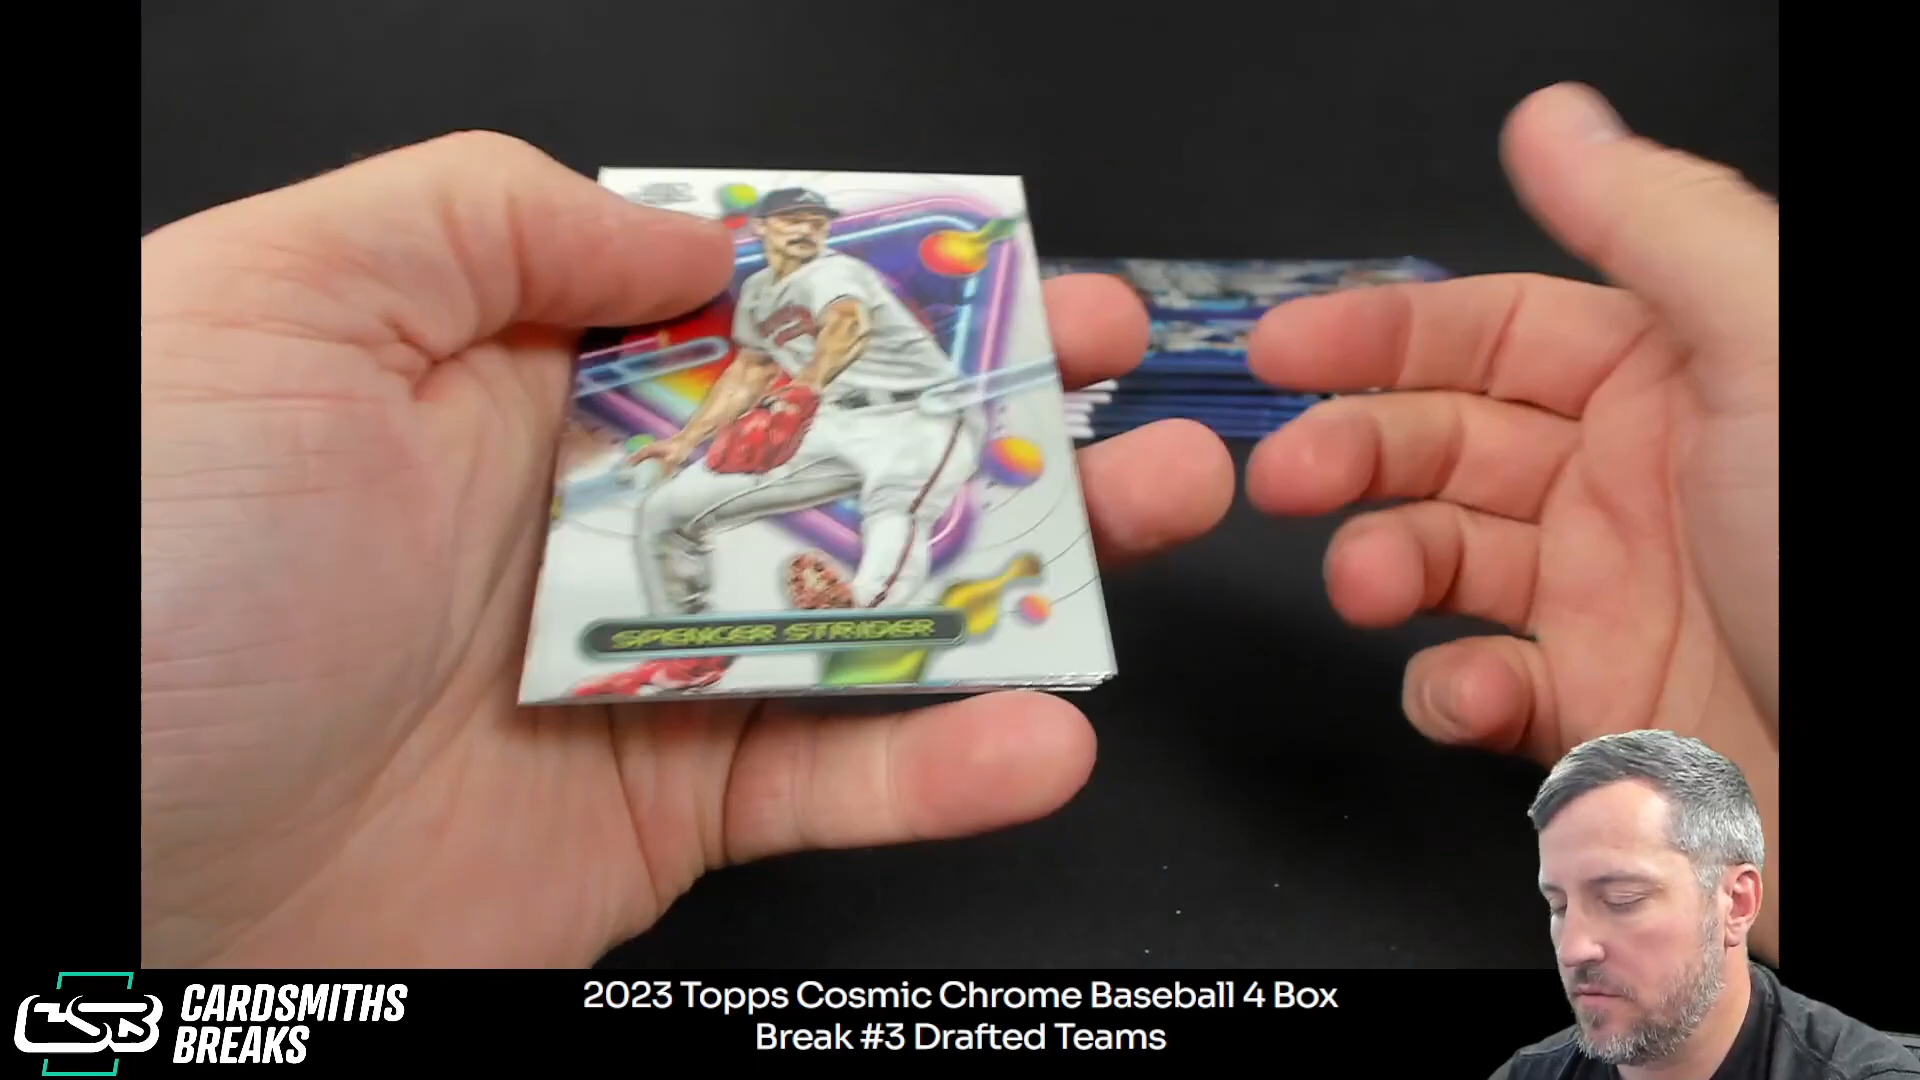 SPENCER STRIDER
CSB
CARDSMITHS
BREAKS
2023 Topps Cosmic Chrome Baseball 4 Box
Break #3 Drafted Teams